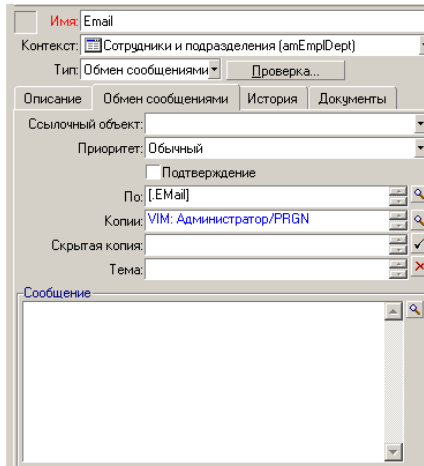 Имя: Email
Контекст: Сотрудники и подразделения (amEmplDept)
Тип: Обмен сообщениями Проверка...
Описание Обмен сообщениями История Документы
Ссылочный объект:
Приоритет: Обычный
Подтверждение
По: [.EMail]
Копии: VIM: Администратор/PRGN
Скрытая копия:
Тема:
Сообщение